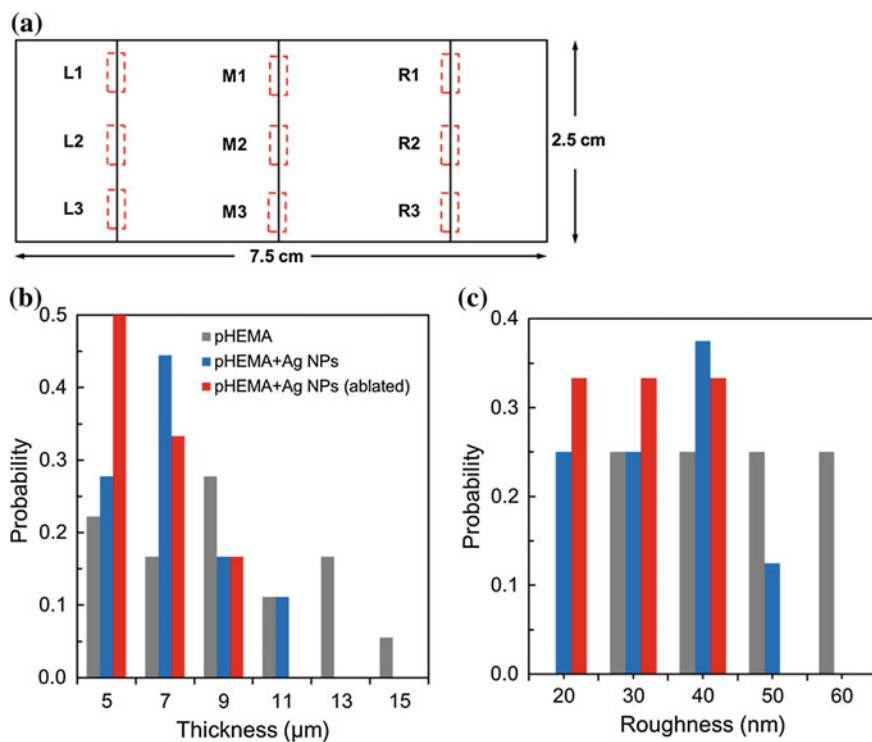 (a)
L1 M1 R1
L2 M2 R2
L3 M3 R3
2.5 cm
7.5 cm
(b)
0.5
0.4
0.3
0.2
0.1
0.0
Probability
pHEMA
pHEMA+Ag NPs
pHEMA+Ag NPs (ablated)
5 7 9 11 13 15
Thickness (µm)
(c)
0.4
0.3
0.2
0.1
0.0
Probability
20 30 40 50 60
Roughness (nm)